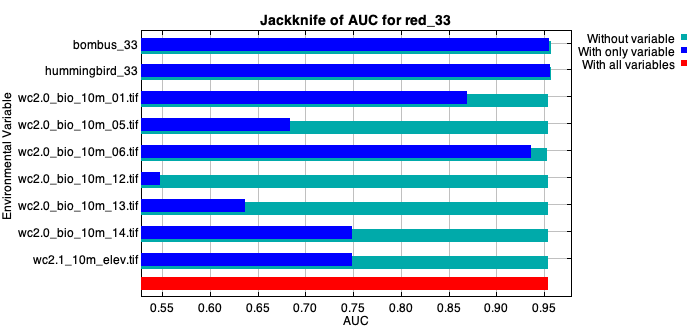 Jackknife of AUC for red_33
Without variable
With only variable
With all variables
Environmental Variable
bombus_33
hummingbird_33
wc2.0_bio_10m_01.tif
wc2.0_bio_10m_05.tif
wc2.0_bio_10m_06.tif
wc2.0_bio_10m_12.tif
wc2.0_bio_10m_13.tif
wc2.0_bio_10m_14.tif
wc2.1_10m_elev.tif
0.55 0.60 0.65 0.70 0.75 0.80 0.85 0.90 0.95
AUC